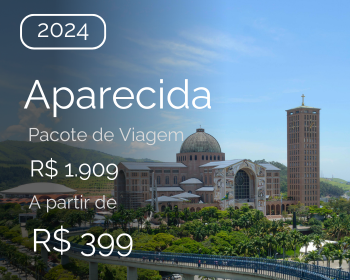 2024
Aparecida
Pacote de Viagem
R$ 1.909
A partir de
R$ 399